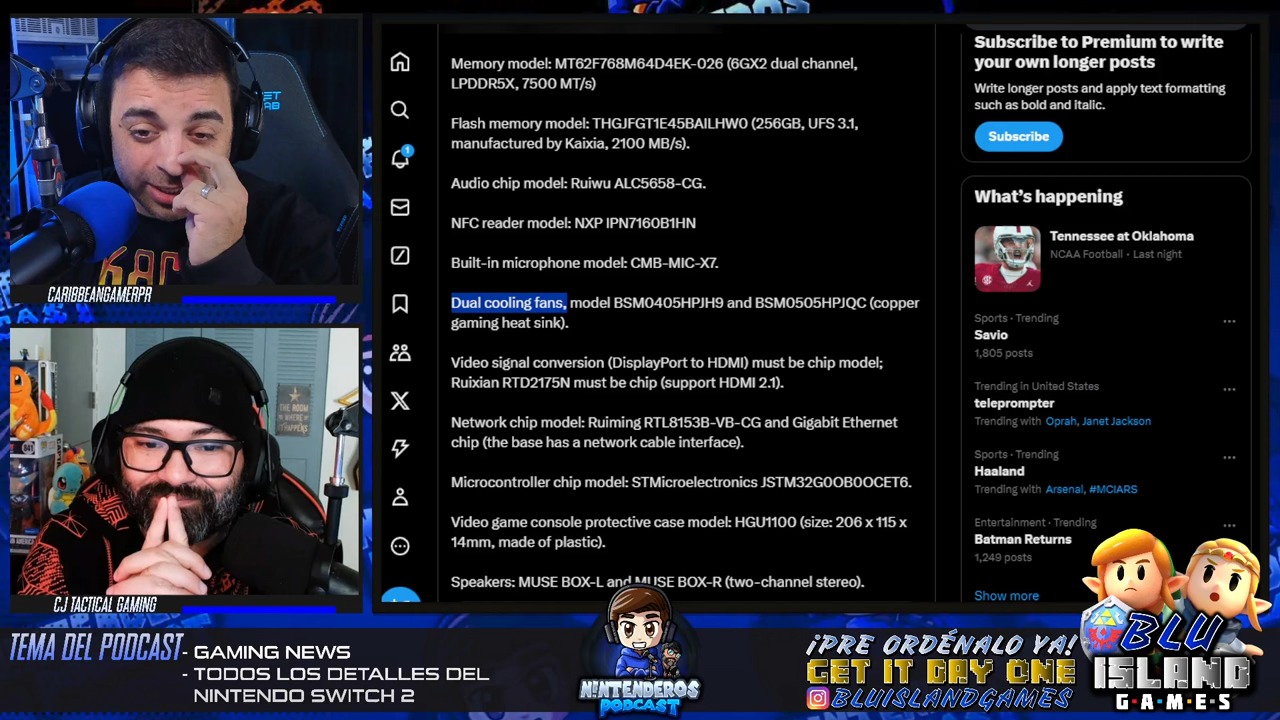 CARIBBEANGAMERPR
CJ TACTICAL GAMING
Memory model: MT62F768M64D4EK-026 (6GX2 dual channel,
LPDDR5X, 7500 MT/s)
Flash memory model: THGJFGT1E45BAILHW0 (256GB, UFS 3.1,
manufactured by Kaixia, 2100 MB/s).
Audio chip model: Ruiwu ALC5658-CG.
NFC reader model: NXP IPN7160B1HN
Built-in microphone model: CMB-MIC-X7.
Dual cooling fans, model BSM0405HPJH9 and BSM0505HPJQC (copper
gaming heat sink).
Video signal conversion (DisplayPort to HDMI) must be chip model;
Ruixian RTD2175N must be chip (support HDMI 2.1).
Network chip model: Ruiming RTL8153B-VB-CG and Gigabit Ethernet
chip (the base has a network cable interface).
Microcontroller chip model: STMicroelectronics JSTM32G0OB0OCET6.
Video game console protective case model: HGU1100 (size: 206 x 115 x
14mm, made of plastic).
Speakers: MUSE BOX-L and MUSE BOX-R (two-channel stereo).
1
Subscribe to Premium to write
your own longer posts
Write longer posts and apply text formatting
such as bold and italic.
Subscribe
What's happening
Tennessee at Oklahoma
NCAA Football · Last night
Sports · Trending
Savio
1,805 posts
Trending in United States
teleprompter
Trending with Oprah, Janet Jackson
Sports · Trending
Haaland
Trending with Arsenal, #MCIARS
Entertainment · Trending
Batman Returns
1,249 posts
Show more
TEMA DEL PODCAST
- GAMING NEWS
- TODOS LOS DETALLES DEL
NINTENDO SWITCH 2
NINTENDEROS
PODCAST
¡PRE ORDÉNALO YA!
GET IT DAY ONE
BLUISLANDGAMES
BLU
ISLAND
G·A·M·E·S